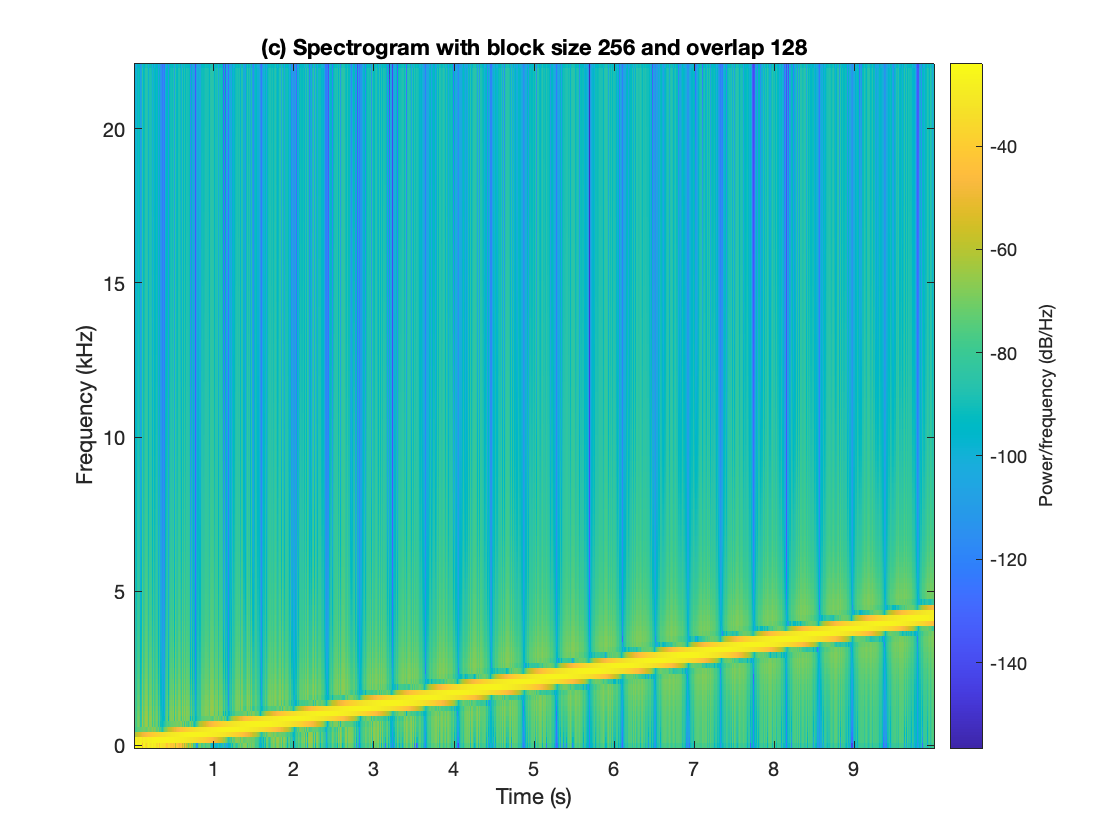 (c) Spectrogram with block size 256 and overlap 128
Frequency (kHz)
20
15
10
5
0
1 2 3 4 5 6 7 8 9
Time (s)
-40
-60
-80
-100
-120
-140
Power/frequency (dB/Hz)